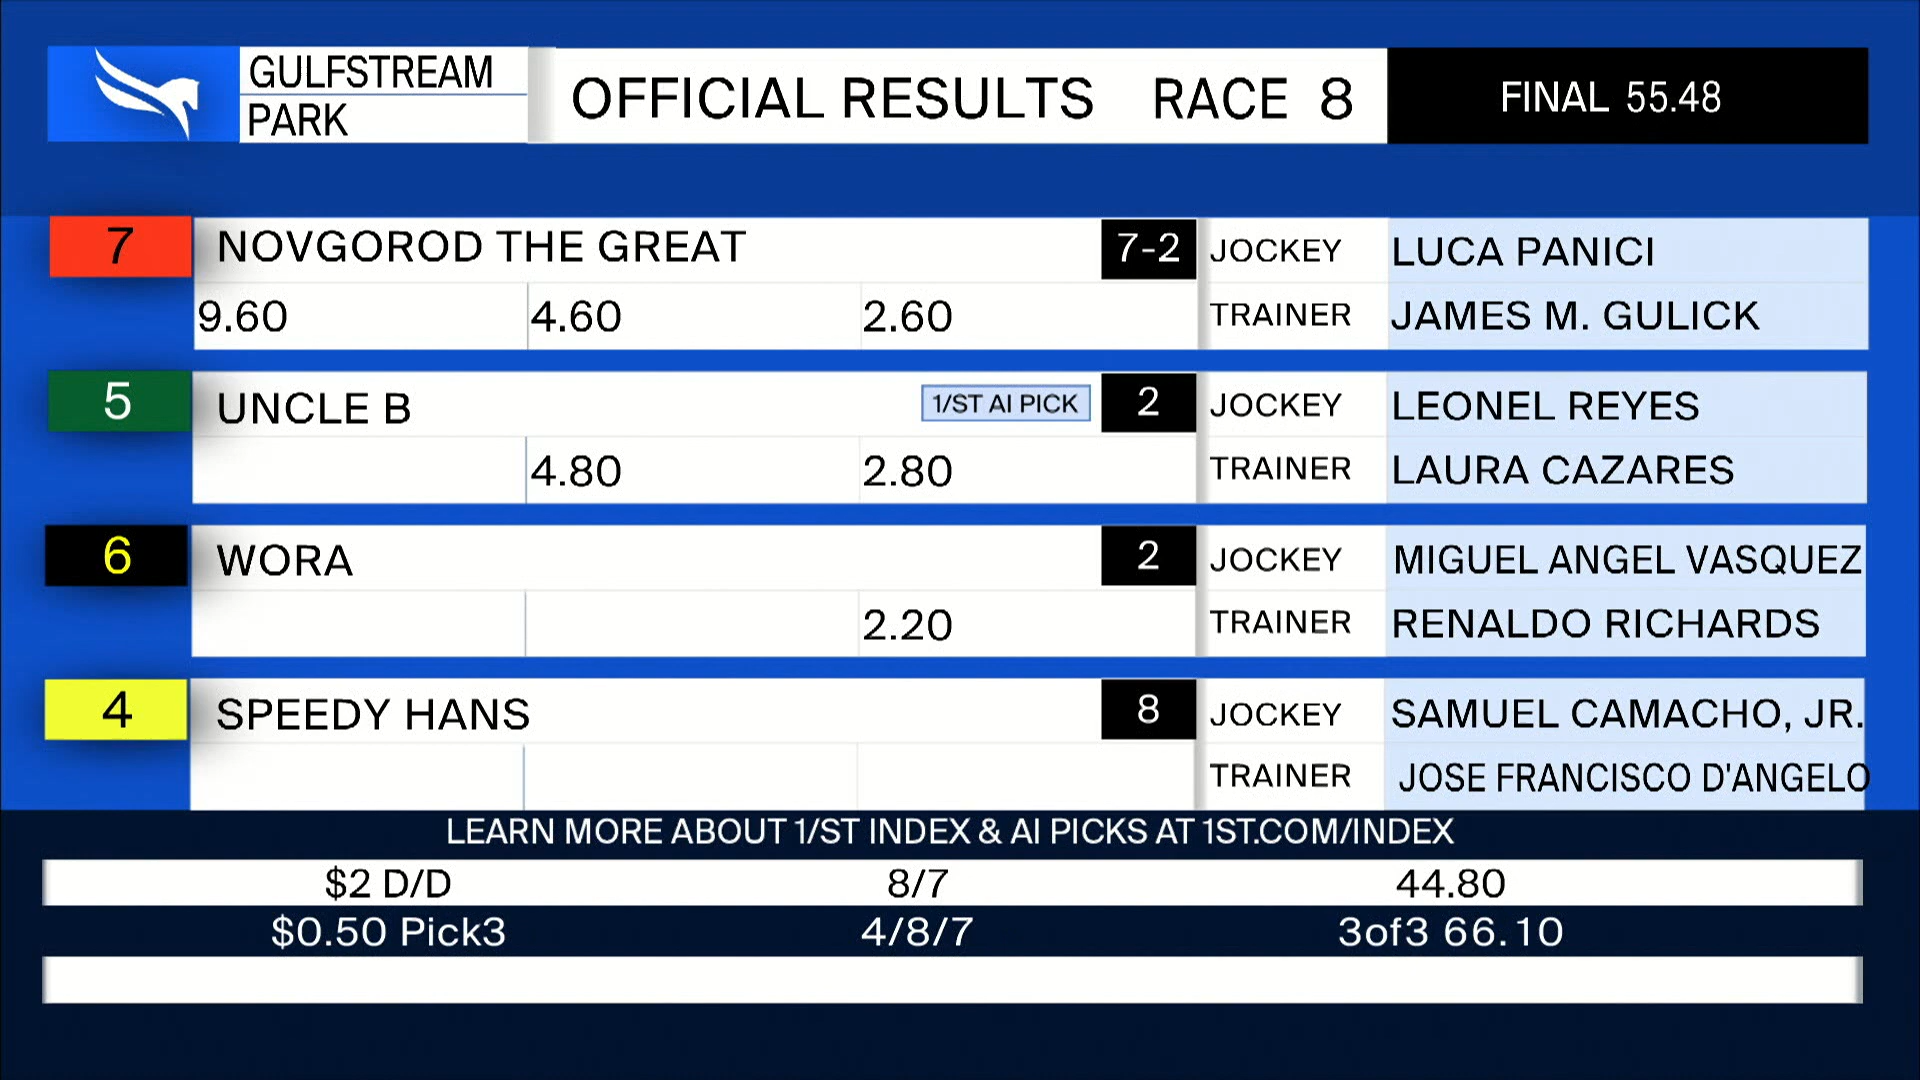 GULFSTREAM
PARK
OFFICIAL RESULTS RACE 8
FINAL 55.48
7 NOVGOROD THE GREAT 7-2 JOCKEY LUCA PANICI
9.60 4.60 2.60 TRAINER JAMES M. GULICK
5 UNCLE B 1/ST AI PICK 2 JOCKEY LEONEL REYES
4.80 2.80 TRAINER LAURA CAZARES
6 WORA 2 JOCKEY MIGUEL ANGEL VASQUEZ
2.20 TRAINER RENALDO RICHARDS
4 SPEEDY HANS 8 JOCKEY SAMUEL CAMACHO, JR.
TRAINER JOSE FRANCISCO D'ANGELO
LEARN MORE ABOUT 1/ST INDEX & AI PICKS AT 1ST.COM/INDEX
$2 D/D 8/7 44.80
$0.50 Pick3 4/8/7 3of3 66.10